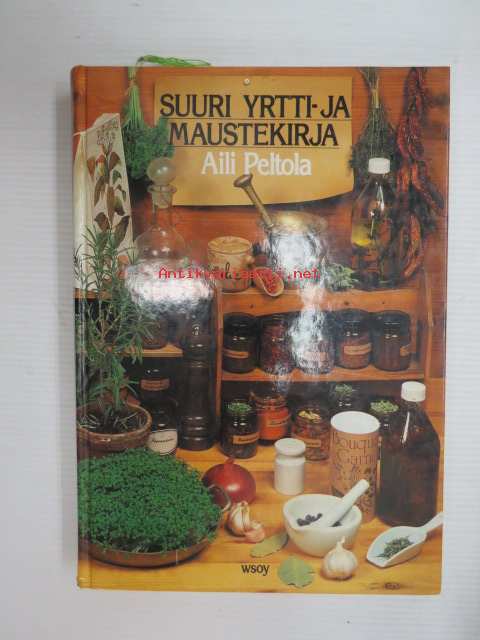 SUURI YRTTI-JA
MAUSTEKIRJA
Aili Peltola
Antikvariaatti.net
Bouquet
Garni
wsoy